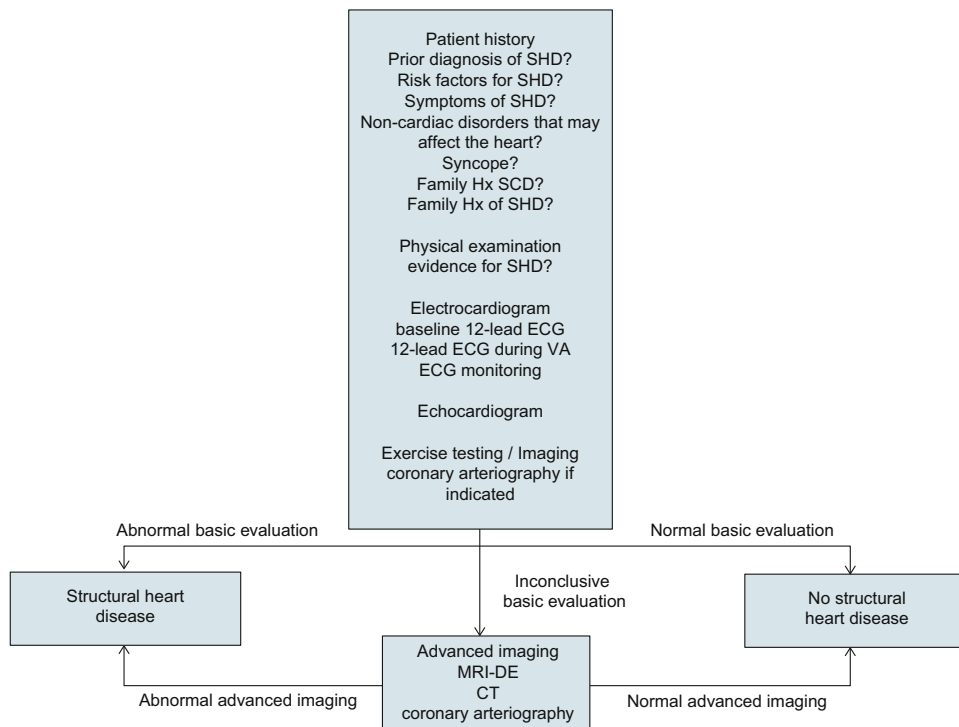 Patient history
Prior diagnosis of SHD?
Risk factors for SHD?
Symptoms of SHD?
Non-cardiac disorders that may
affect the heart?
Syncope?
Family Hx SCD?
Family Hx of SHD?
Physical examination
evidence for SHD?
Electrocardiogram
baseline 12-lead ECG
12-lead ECG during VA
ECG monitoring
Echocardiogram
Exercise testing / Imaging
coronary arteriography if
indicated
Abnormal basic evaluation
Normal basic evaluation
Structural heart
disease
Inconclusive
basic evaluation
No structural
heart disease
Advanced imaging
MRI-DE
CT
coronary arteriography
Abnormal advanced imaging
Normal advanced imaging